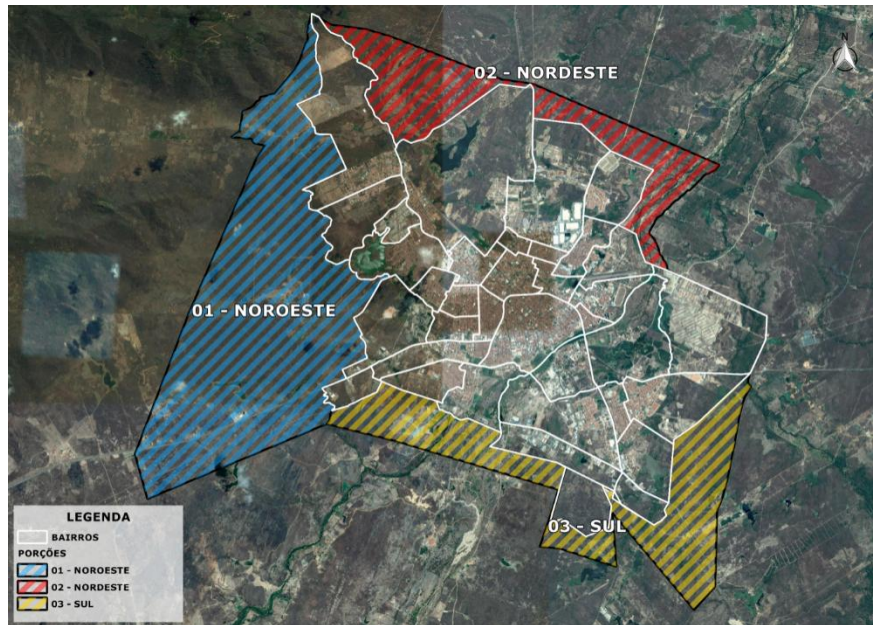 N
02 - NORDESTE
01 - NOROESTE
03 - SUL
LEGENDA
BAIRROS
PORÇÕES
01 - NOROESTE
02 - NORDESTE
03 - SUL